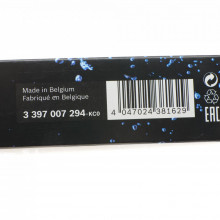 Made in Belgium
Fabriqué en Belgique
3 397 007 294-KC0
4 047024 381629
EAC